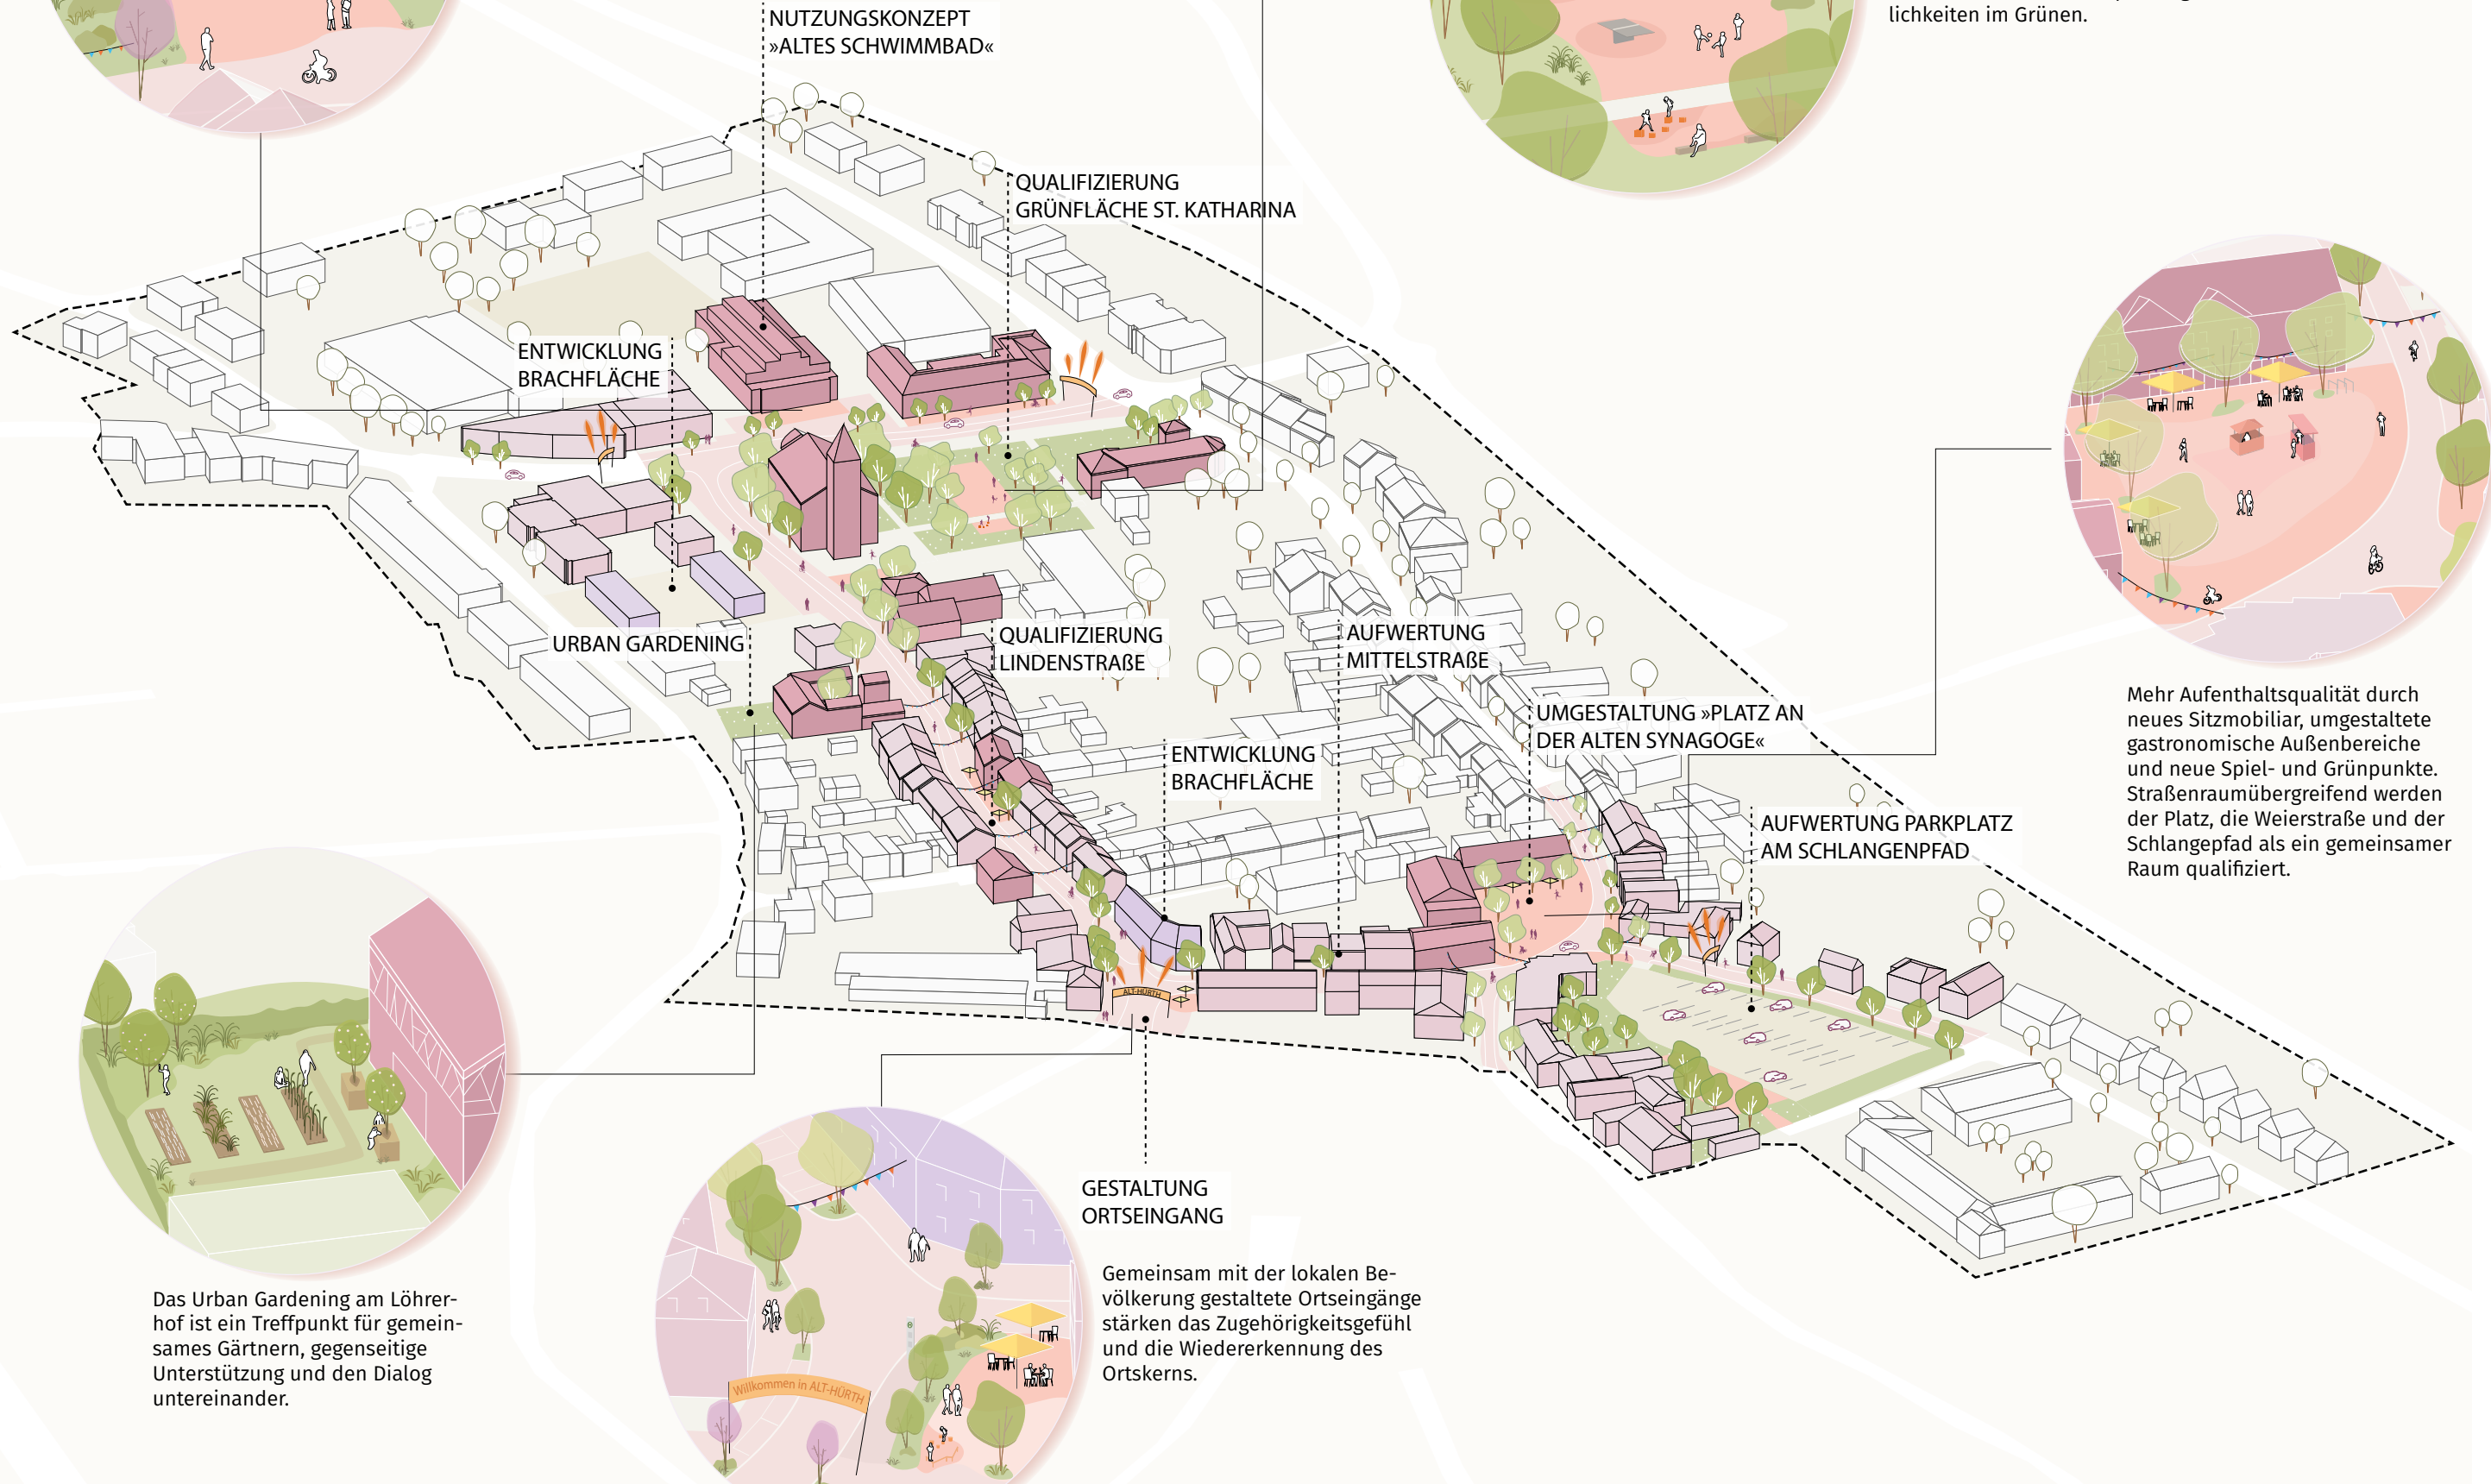 NUTZUNGSKONZEPT
»ALTES SCHWIMMBAD«
lichkeiten im Grünen.
QUALIFIZIERUNG
GRÜNFLÄCHE ST. KATHARINA
ENTWICKLUNG
BRACHFLÄCHE
URBAN GARDENING
QUALIFIZIERUNG
LINDENSTRAßE
AUFWERTUNG
MITTELSTRAßE
UMGESTALTUNG »PLATZ AN
DER ALTEN SYNAGOGE«
ENTWICKLUNG
BRACHFLÄCHE
AUFWERTUNG PARKPLATZ
AM SCHLANGENPFAD
Mehr Aufenthaltsqualität durch
neues Sitzmobiliar, umgestaltete
gastronomische Außenbereiche
und neue Spiel- und Grünpunkte.
Straßenraumübergreifend werden
der Platz, die Weierstraße und der
Schlangepfad als ein gemeinsamer
Raum qualifiziert.
ALT-HÜRTH
GESTALTUNG
ORTSEINGANG
Gemeinsam mit der lokalen Be-
völkerung gestaltete Ortseingänge
stärken das Zugehörigkeitsgefühl
und die Wiedererkennung des
Ortskerns.
Das Urban Gardening am Löhrer-
hof ist ein Treffpunkt für gemein-
sames Gärtnern, gegenseitige
Unterstützung und den Dialog
untereinander.
Willkommen in ALT-HÜRTH